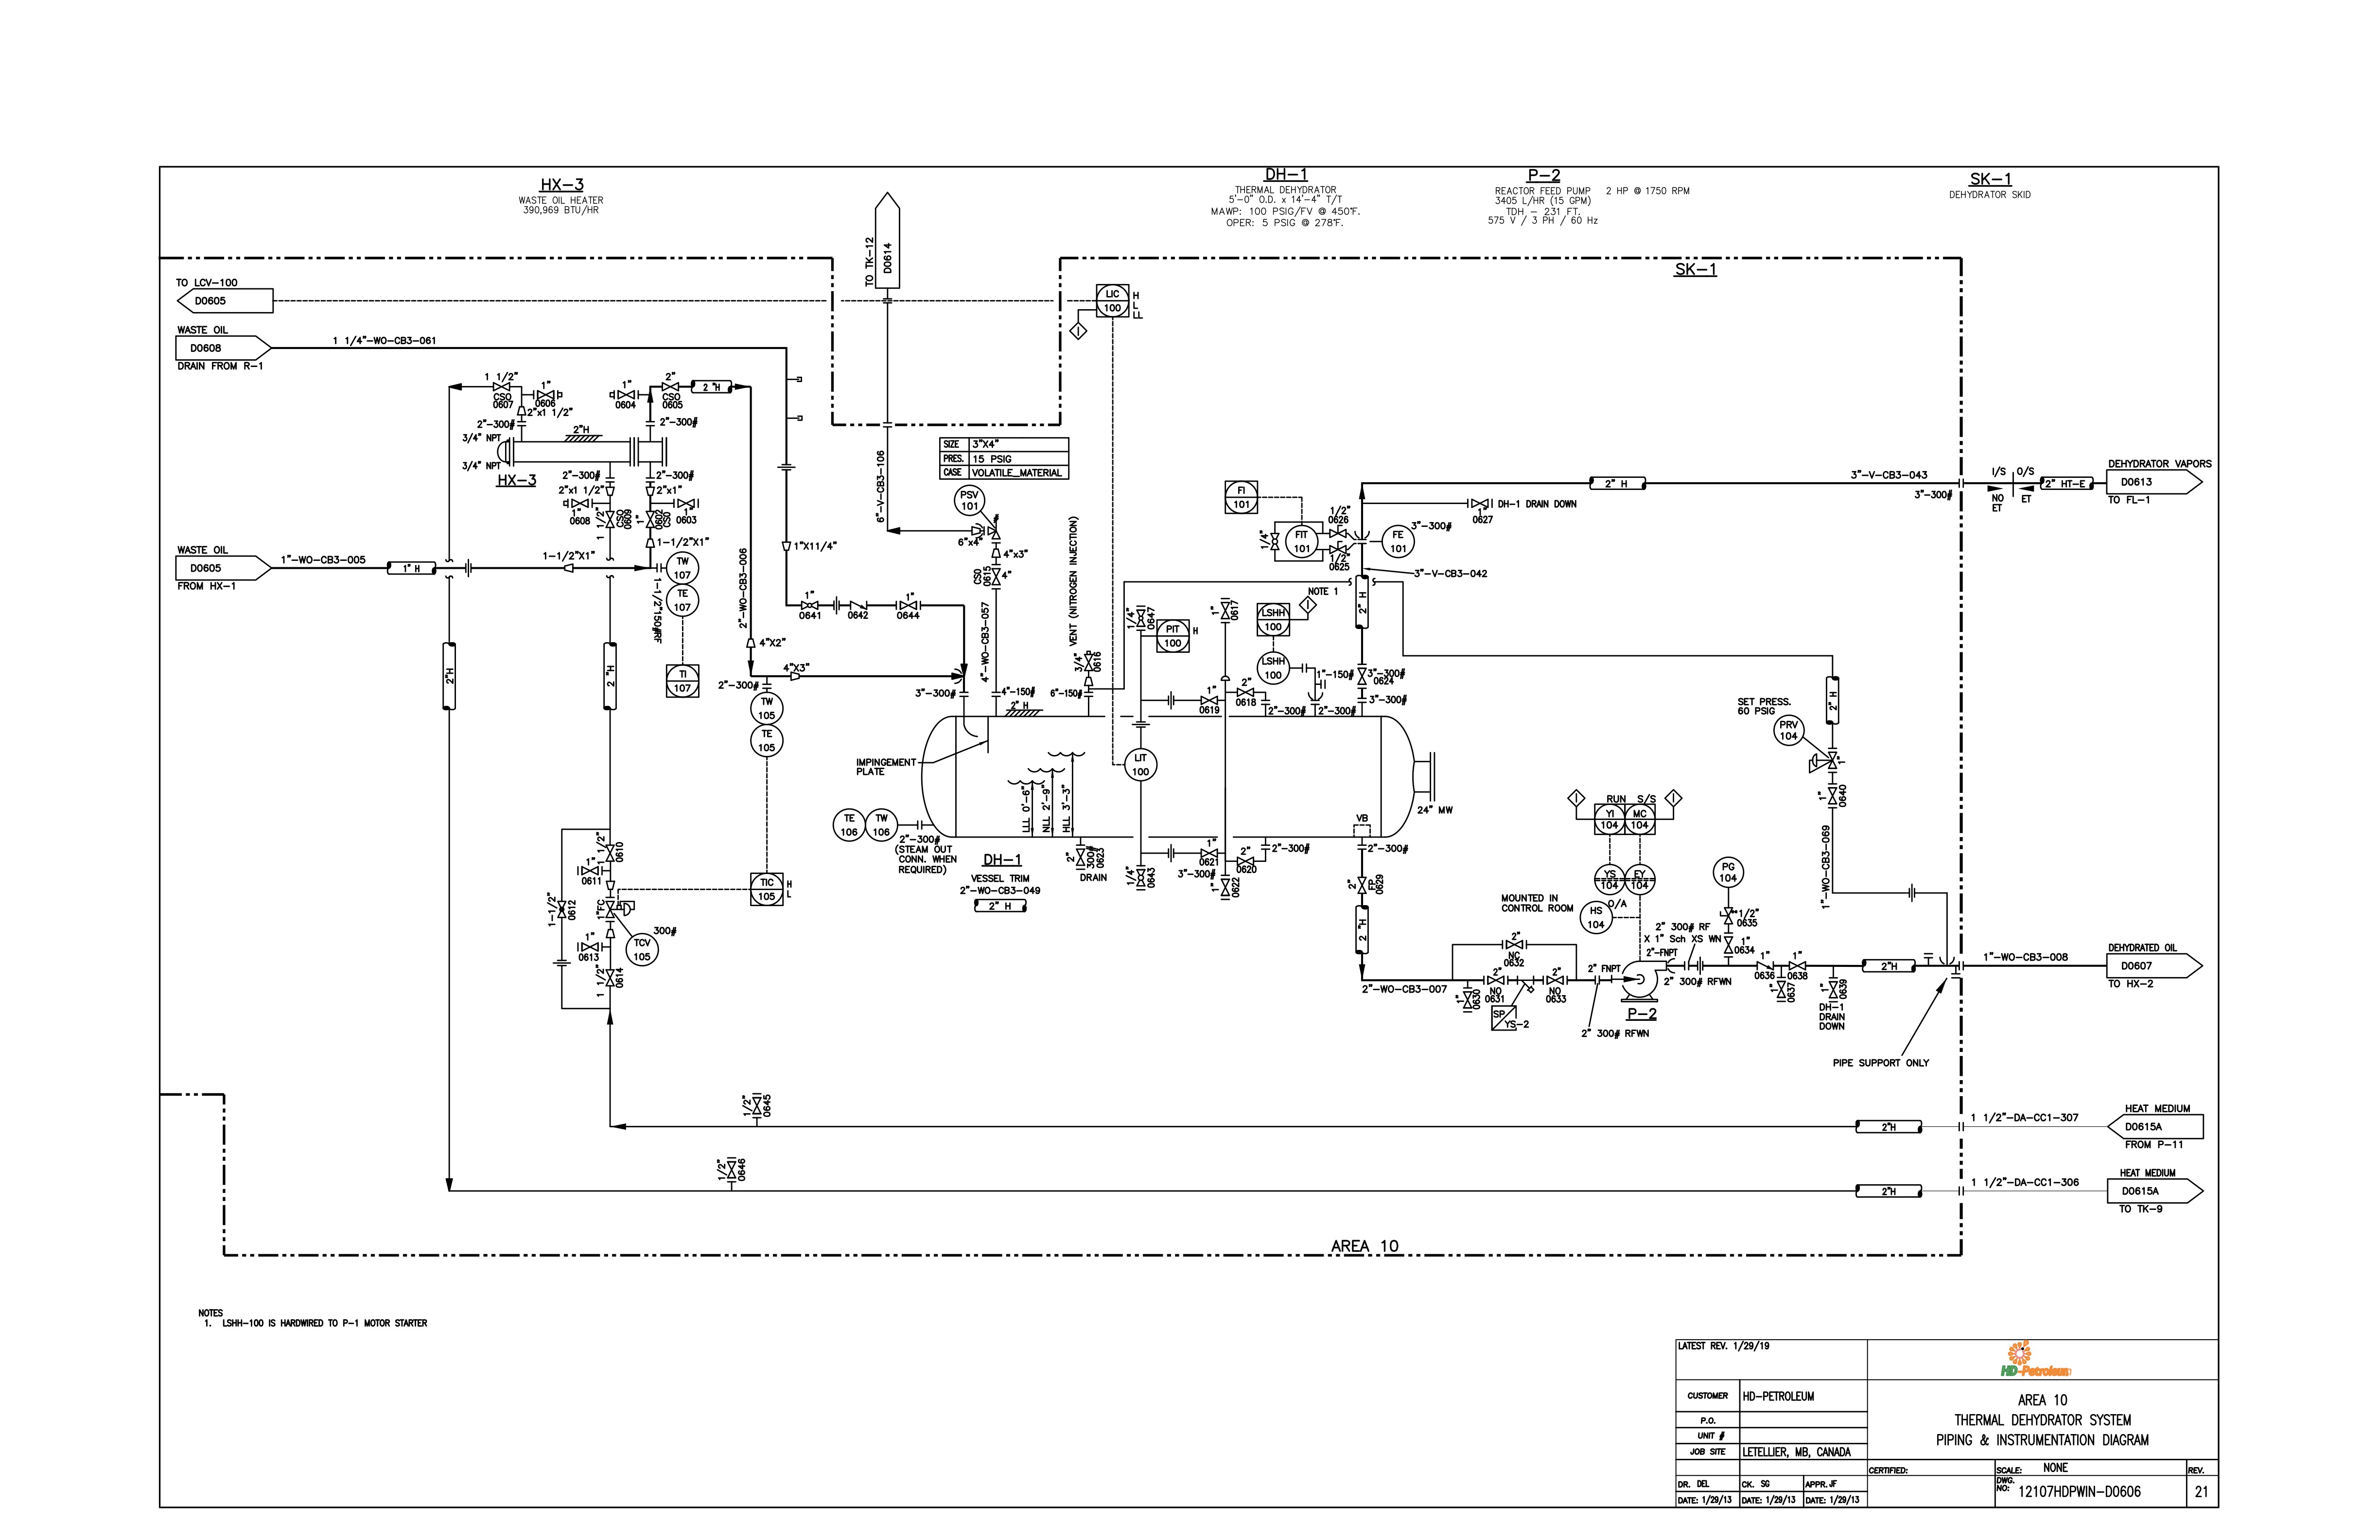 HX-3
WASTE OIL HEATER
390,969 BTU/HR
DH-1
THERMAL DEHYDRATOR
5'-0" O.D. x 14'-4" T/T
MAWP: 100 PSIG/FV @ 450°F.
OPER: 5 PSIG @ 278°F.
P-2
REACTOR FEED PUMP 2 HP @ 1750 RPM
3405 L/HR (15 GPM)
TDH - 231 FT.
575 V / 3 PH / 60 Hz
SK-1
DEHYDRATOR SKID
TO TK-12
D0614
SK-1
TO LCV-100
D0605
LIC
100
H
L
LL
I
WASTE OIL
D0608
DRAIN FROM R-1
1 1/4"-WO-CB3-061
1 1/2"
CSO
0607
1"
0606
2"x1 1/2"
2"-300#
3/4" NPT
3/4" NPT
HX-3
2"H
1"
0604
2"
CSO
0605
2 "H
2"-300#
2"-300#
2"x1 1/2"
1"
0608
1 1/2"
CSO
0609
2"-300#
2"x1"
1"
CSO
0602
1"
0603
1-1/2"X1"
1-1/2"X1"
WASTE OIL
D0605
FROM HX-1
1"-WO-CB3-005
1" H
TW
107
TE
107
1-1/2"150#RF
TI
107
2"H
2 "H
2"-WO-CB3-006
4"X2"
4"X3"
2"-300#
TW
105
TE
105
TIC
105
H
L
1"X11/4"
1"
0641
0642
1"
0644
6"-V-CB3-106
SIZE 3"X4"
PRES. 15 PSIG
CASE VOLATILE_MATERIAL
PSV
101
#
6"x4"
4"x3"
CSO
0615
4"
4"-WO-CB3-057
VENT (NITROGEN INJECTION)
3/4"
0616
3"-300#
4"-150#
6"-150#
2" H
1/4"
0647
PIT
100
H
1"
0617
LSHH
100
I
NOTE 1
LSHH
100
1"-150#
1"
0619
2"
0618
2"-300#
2"-300#
FI
101
FIT
101
1/4"
1/2"
0626
1/2"
0625
3"-300#
FE
101
3"-V-CB3-042
2" H
3"-300#
0624
3"-300#
1"
0627
DH-1 DRAIN DOWN
2" H
3"-V-CB3-043
3"-300#
I/S
O/S
NO
ET
ET
2" HT-E
DEHYDRATOR VAPORS
D0613
TO FL-1
IMPINGEMENT
PLATE
LLL 0'-6"
NLL 2'-9"
HLL 3'-3"
LIT
100
24" MW
VB
TE
106
TW
106
2"-300#
(STEAM OUT
CONN. WHEN
REQUIRED)
DH-1
VESSEL TRIM
2"-WO-CB3-049
2" H
2"
300#
0623
DRAIN
1/4"
0643
3"-300#
1"
0621
1"
0622
2"
0620
2"-300#
2"-300#
2"
FP
0629
2 "H
2"-WO-CB3-007
1 1/2"
0610
1"
0611
1"FC
1-1/2"
0612
300#
TCV
105
1"
0613
1 1/2"
0614
SET PRESS.
60 PSIG
PRV
104
2" H
1"
1"
0640
1"-WO-CB3-069
RUN
S/S
I
YI
104
MC
104
I
YS
104
EY
104
MOUNTED IN
CONTROL ROOM
HS
104
O/A
PG
104
1/2"
0635
1"
0634
2" 300# RF
X 1" Sch XS WN
2"-FNPT
2" 300# RFWN
2"
NC
0632
2"
NO
0631
2"
NO
0633
1"
0630
SP
YS-2
2" FNPT
P-2
2" 300# RFWN
1"
0636
1"
0638
1"
0637
1"
0639
DH-1
DRAIN
DOWN
2"H
1"-WO-CB3-008
DEHYDRATED OIL
D0607
TO HX-2
PIPE SUPPORT ONLY
1/2"
0645
1/2"
0646
2"H
1 1/2"-DA-CC1-307
HEAT MEDIUM
D0615A
FROM P-11
2"H
1 1/2"-DA-CC1-306
HEAT MEDIUM
D0615A
TO TK-9
AREA 10
NOTES
1. LSHH-100 IS HARDWIRED TO P-1 MOTOR STARTER
LATEST REV. 1/29/19
HD-Petroleum
CUSTOMER HD-PETROLEUM
P.O.
UNIT #
JOB SITE LETELLIER, MB, CANADA
AREA 10
THERMAL DEHYDRATOR SYSTEM
PIPING & INSTRUMENTATION DIAGRAM
DR. DEL CK. SG APPR. JF
DATE: 1/29/13 DATE: 1/29/13 DATE: 1/29/13
CERTIFIED:
SCALE: NONE
DWG.
NO: 12107HDPWIN-D0606
REV.
21